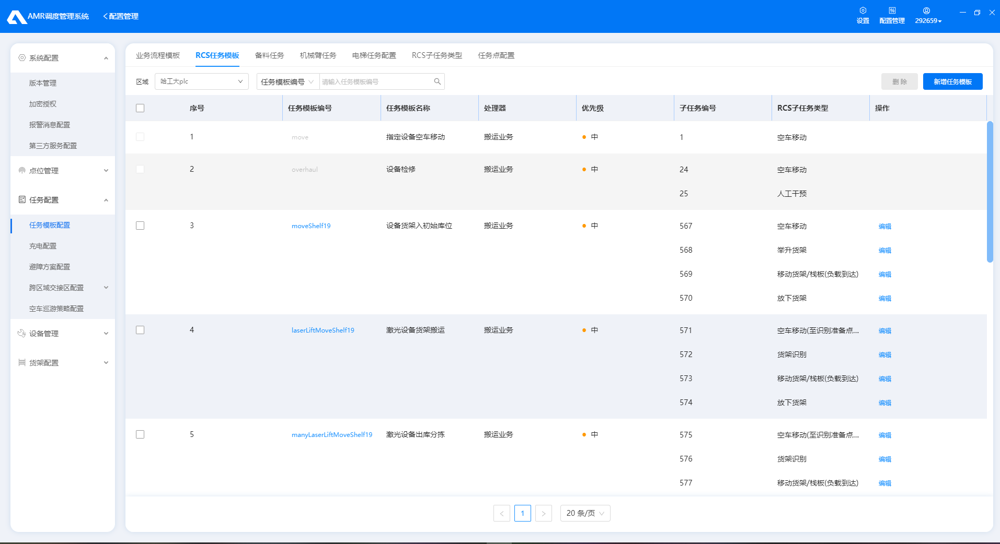 AMR调度管理系统 配置管理
设置 配置管理 292659
系统配置
版本管理
加密授权
报警消息配置
第三方服务配置
点位管理
任务配置
任务模板配置
充电配置
避障方案配置
跨区域交接区配置
空车巡游策略配置
设备管理
货架配置
业务流程模板 RCS任务模板 备料任务 机械臂任务 电梯任务配置 RCS子任务类型 任务点配置
区域 哈工大plc 任务模板编号 请输入任务模板编号 删 除 新增任务模板
序号 任务模板编号 任务模板名称 处理器 优先级 子任务编号 RCS子任务类型 操作
1 move 指定设备空车移动 搬运业务 中 1 空车移动
2 overhaul 设备检修 搬运业务 中 24 空车移动
25 人工干预
3 moveShelf19 设备货架入初始库位 搬运业务 中 567 空车移动 编辑
568 举升货架 编辑
569 移动货架/栈板(负载到达) 编辑
570 放下货架 编辑
4 laserLiftMoveShelf19 激光设备货架搬运 搬运业务 中 571 空车移动(至识别准备点... 编辑
572 货架识别 编辑
573 移动货架/栈板(负载到达) 编辑
574 放下货架 编辑
5 manyLaserLiftMoveShelf19 激光设备出库分拣 搬运业务 中 575 空车移动(至识别准备点... 编辑
576 货架识别 编辑
577 移动货架/栈板(负载到达) 编辑
< 1 > 20 条/页